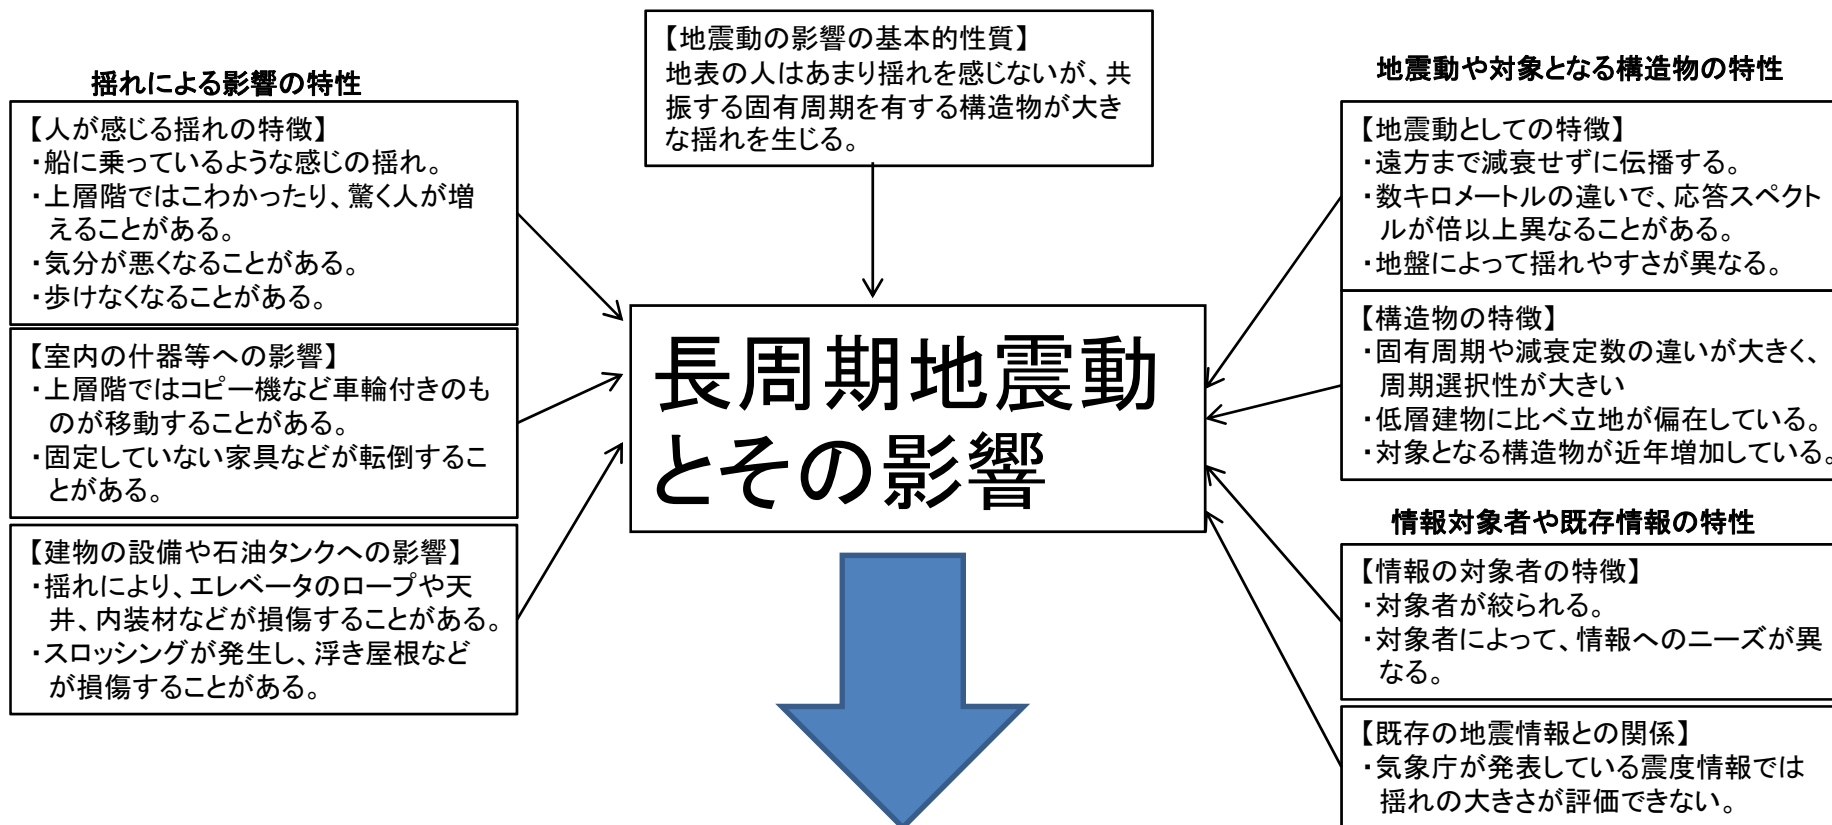 【地震動の影響の基本的性質】
地表の人はあまり揺れを感じないが、共
振する固有周期を有する構造物が大き
な揺れを生じる。
揺れによる影響の特性
【人が感じる揺れの特徴】
・船に乗っているような感じの揺れ。
・上層階ではこわかったり、驚く人が増
えることがある。
・気分が悪くなることがある。
・歩けなくなることがある。
【室内の什器等への影響】
・上層階ではコピー機など車輪付きのも
のが移動することがある。
・固定していない家具などが転倒するこ
とがある。
【建物の設備や石油タンクへの影響】
・揺れにより、エレベータのロープや天
井、内装材などが損傷することがある。
・スロッシングが発生し、浮き屋根など
が損傷することがある。
長周期地震動
とその影響
地震動や対象となる構造物の特性
【地震動としての特徴】
・遠方まで減衰せずに伝播する。
・数キロメートルの違いで、応答スペクト
ルが倍以上異なることがある。
・地盤によって揺れやすさが異なる。
【構造物の特徴】
・固有周期や減衰定数の違いが大きく、
周期選択性が大きい
・低層建物に比べ立地が偏在している。
・対象となる構造物が近年増加している。
情報対象者や既存情報の特性
【情報の対象者の特徴】
・対象者が絞られる。
・対象者によって、情報へのニーズが異
なる。
【既存の地震情報との関係】
・気象庁が発表している震度情報では
揺れの大きさが評価できない。